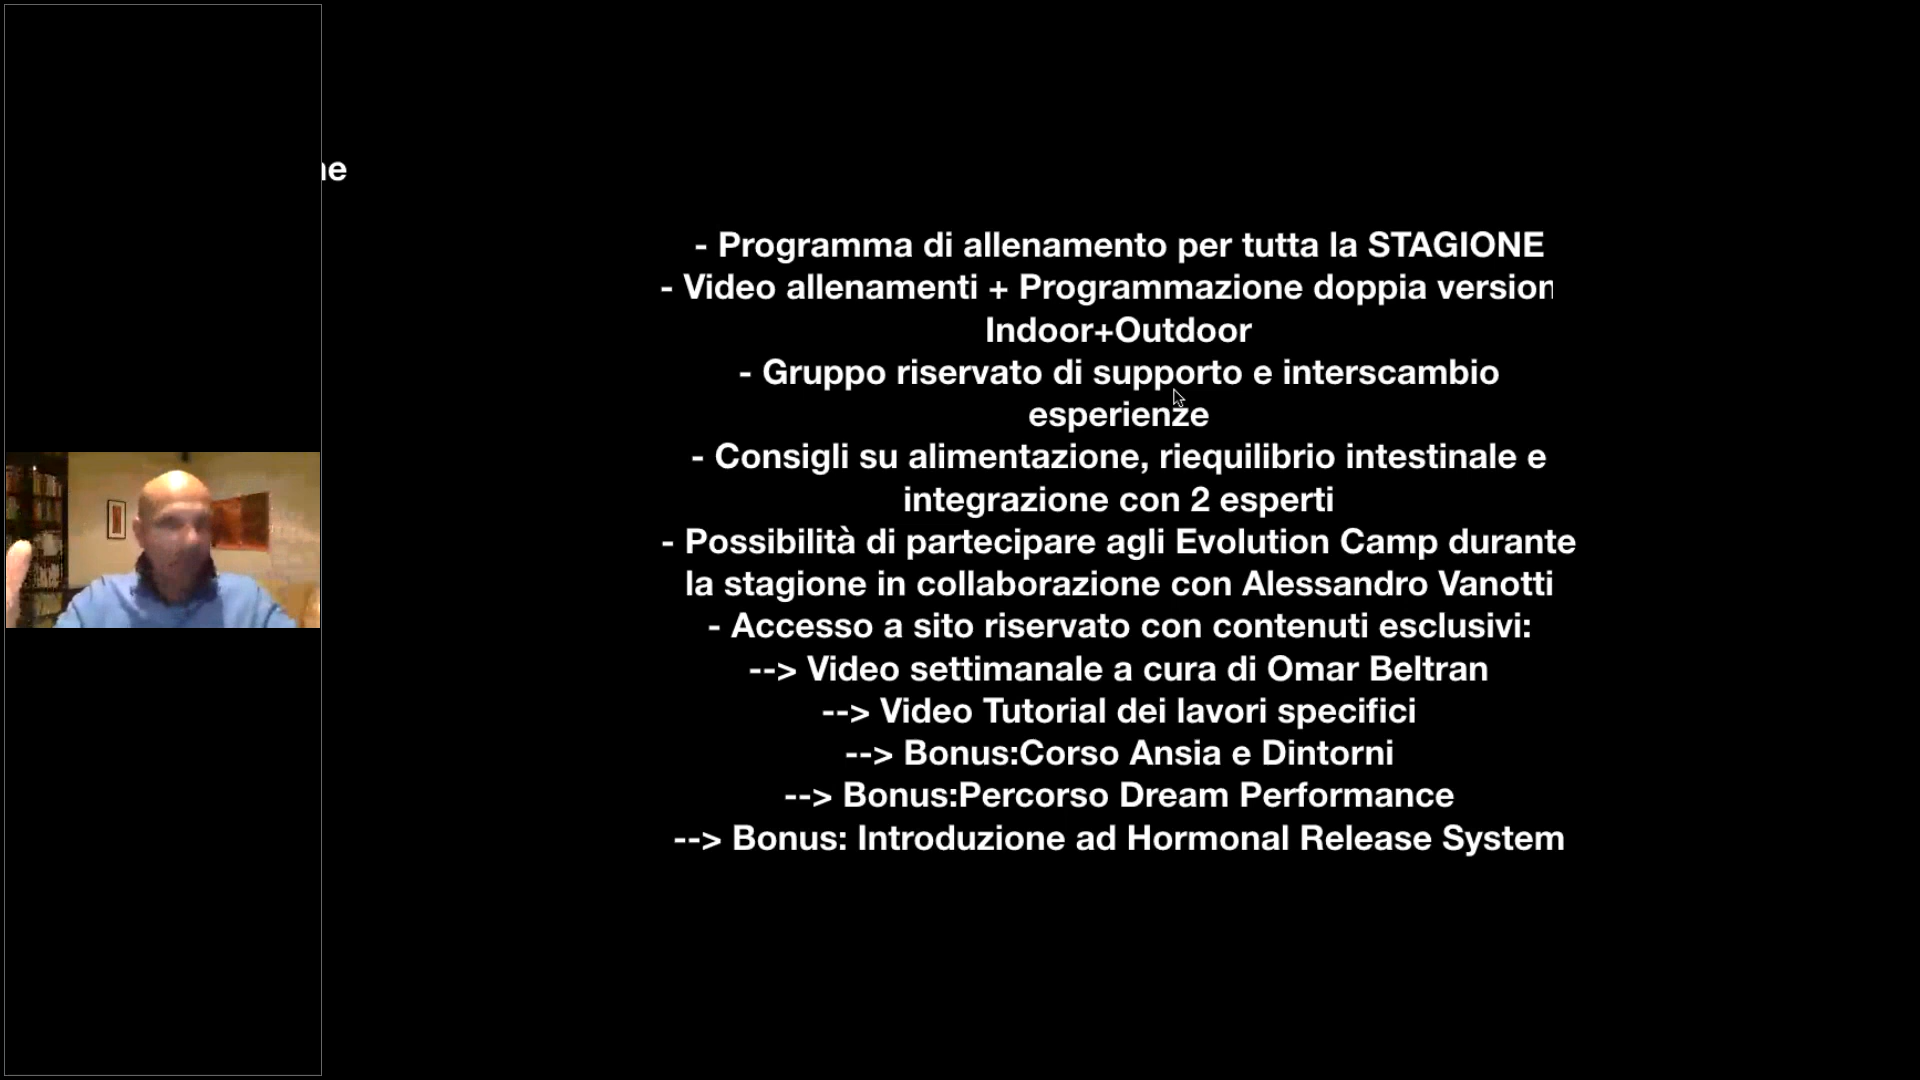 - Programma di allenamento per tutta la STAGIONE
- Video allenamenti + Programmazione doppia version
Indoor+Outdoor
- Gruppo riservato di supporto e interscambio
esperienze
- Consigli su alimentazione, riequilibrio intestinale e
integrazione con 2 esperti
- Possibilità di partecipare agli Evolution Camp durante
la stagione in collaborazione con Alessandro Vanotti
- Accesso a sito riservato con contenuti esclusivi:
--> Video settimanale a cura di Omar Beltran
--> Video Tutorial dei lavori specifici
--> Bonus:Corso Ansia e Dintorni
--> Bonus:Percorso Dream Performance
--> Bonus: Introduzione ad Hormonal Release System